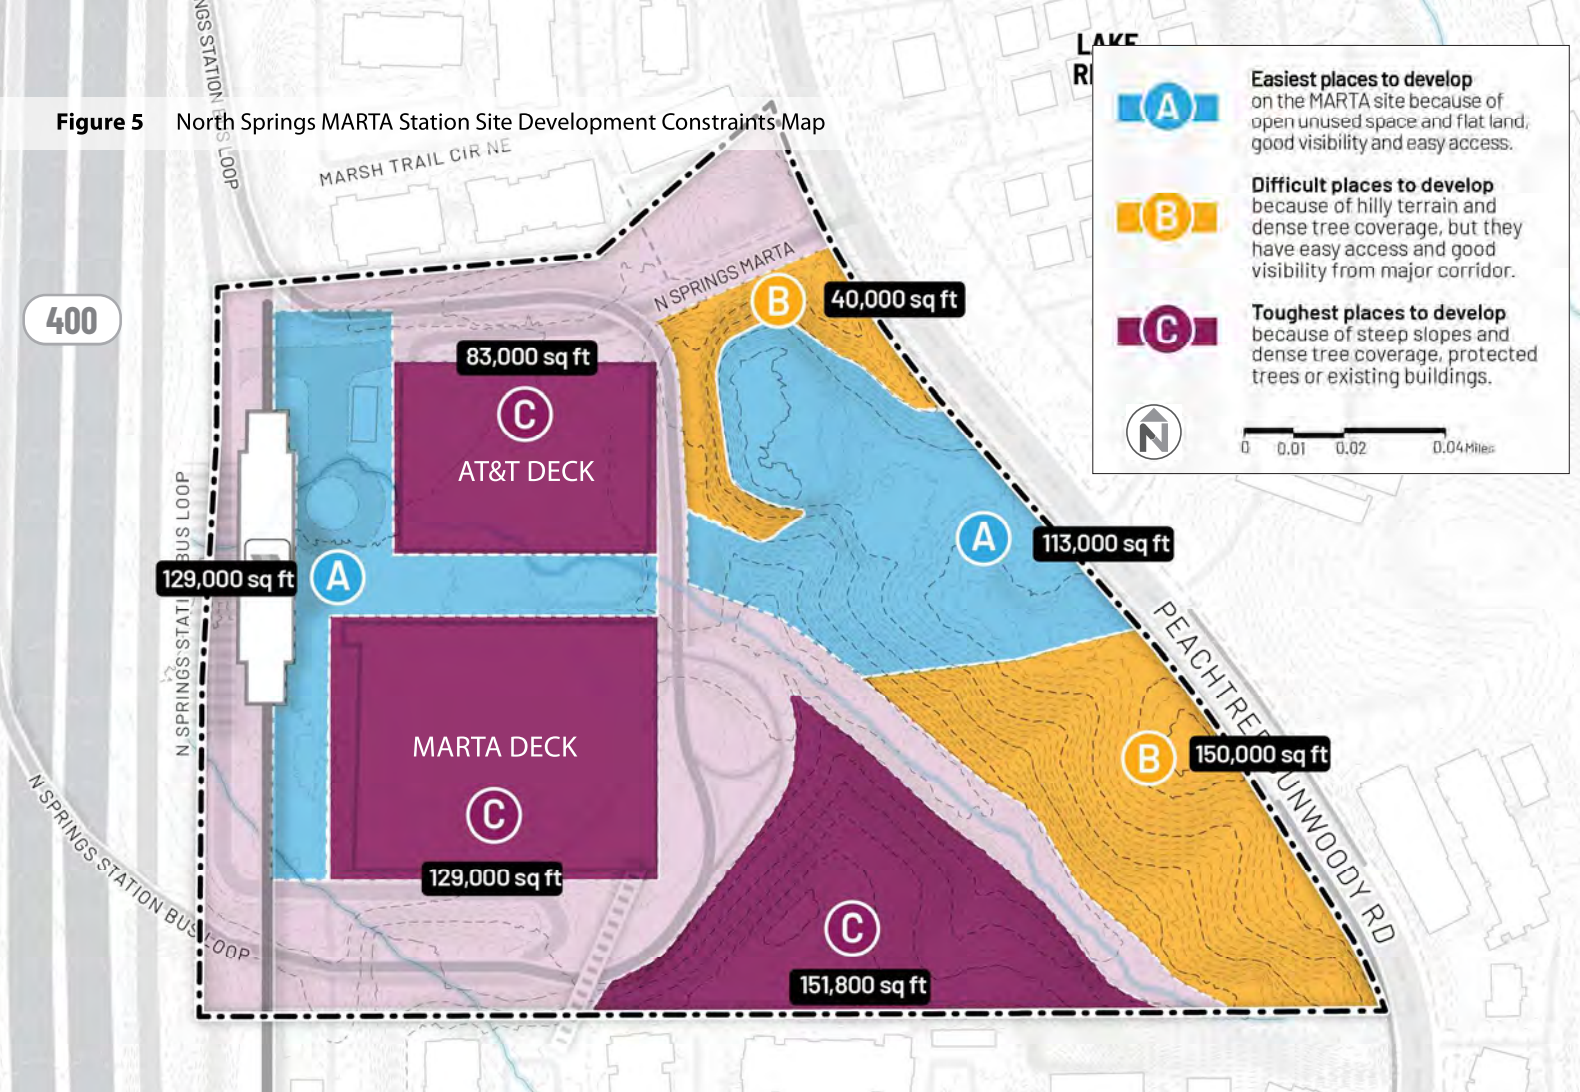 Figure 5 North Springs MARTA Station Site Development Constraints Map
NGS STATION BUS LOOP
MARSH TRAIL CIR NE
LAKE
Easiest places to develop
on the MARTA site because of
open unused space and flat land,
good visibility and easy access.
A
Difficult places to develop
because of hilly terrain and
dense tree coverage, but they
have easy access and good
visibility from major corridor.
B
Toughest places to develop
because of steep slopes and
dense tree coverage, protected
trees or existing buildings.
C
N
0 0.01 0.02 0.04 Miles
400
N SPRINGS MARTA
B
40,000 sq ft
83,000 sq ft
C
AT&T DECK
A
113,000 sq ft
129,000 sq ft
A
N SPRINGS STATION BUS LOOP
MARTA DECK
C
129,000 sq ft
B
150,000 sq ft
PEACHTREE DUNWOODY RD
C
151,800 sq ft
N SPRINGS STATION BUS LOOP